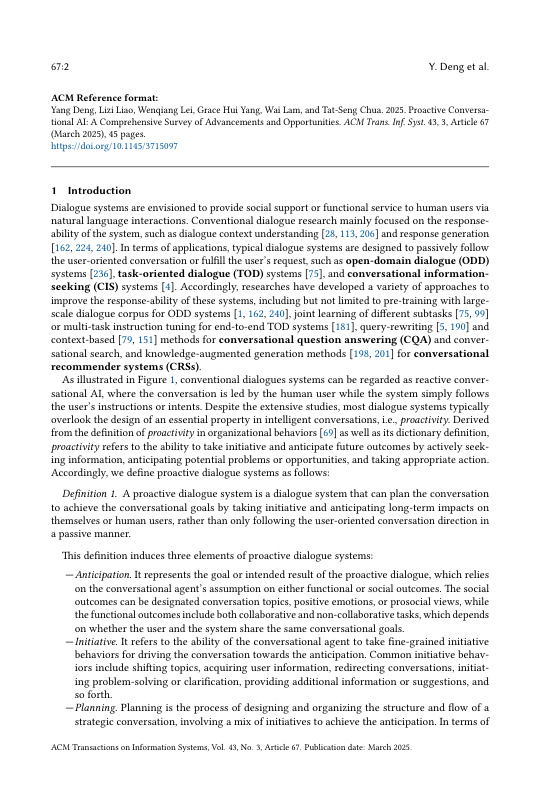 67:2
Y. Deng et al.
ACM Reference format:
Yang Deng, Lizi Liao, Wenqiang Lei, Grace Hui Yang, Wai Lam, and Tat-Seng Chua. 2025. Proactive Conversa-
tional AI: A Comprehensive Survey of Advancements and Opportunities. ACM Trans. Inf. Syst. 43, 3, Article 67
(March 2025), 45 pages.
https://doi.org/10.1145/3715097
1 Introduction
Dialogue systems are envisioned to provide social support or functional service to human users via
natural language interactions. Conventional dialogue research mainly focused on the response-
ability of the system, such as dialogue context understanding [28, 113, 206] and response generation
[162, 224, 240]. In terms of applications, typical dialogue systems are designed to passively follow
the user-oriented conversation or fulfill the user's request, such as open-domain dialogue (ODD)
systems [236], task-oriented dialogue (TOD) systems [75], and conversational information-
seeking (CIS) systems [4]. Accordingly, researches have developed a variety of approaches to
improve the response-ability of these systems, including but not limited to pre-training with large-
scale dialogue corpus for ODD systems [1, 162, 240], joint learning of different subtasks [75, 99]
or multi-task instruction tuning for end-to-end TOD systems [181], query-rewriting [5, 190] and
context-based [79, 151] methods for conversational question answering (CQA) and conver-
sational search, and knowledge-augmented generation methods [198, 201] for conversational
recommender systems (CRSs).
As illustrated in Figure 1, conventional dialogues systems can be regarded as reactive conver-
sational AI, where the conversation is led by the human user while the system simply follows
the user's instructions or intents. Despite the extensive studies, most dialogue systems typically
overlook the design of an essential property in intelligent conversations, i.e., proactivity. Derived
from the definition of proactivity in organizational behaviors [69] as well as its dictionary definition,
proactivity refers to the ability to take initiative and anticipate future outcomes by actively seek-
ing information, anticipating potential problems or opportunities, and taking appropriate action.
Accordingly, we define proactive dialogue systems as follows:
Definition 1. A proactive dialogue system is a dialogue system that can plan the conversation
to achieve the conversational goals by taking initiative and anticipating long-term impacts on
themselves or human users, rather than only following the user-oriented conversation direction in
a passive manner.
This definition induces three elements of proactive dialogue systems:
—Anticipation. It represents the goal or intended result of the proactive dialogue, which relies
on the conversational agent's assumption on either functional or social outcomes. The social
outcomes can be designated conversation topics, positive emotions, or prosocial views, while
the functional outcomes include both collaborative and non-collaborative tasks, which depends
on whether the user and the system share the same conversational goals.
—Initiative. It refers to the ability of the conversational agent to take fine-grained initiative
behaviors for driving the conversation towards the anticipation. Common initiative behav-
iors include shifting topics, acquiring user information, redirecting conversations, initiat-
ing problem-solving or clarification, providing additional information or suggestions, and
so forth.
—Planning. Planning is the process of designing and organizing the structure and flow of a
strategic conversation, involving a mix of initiatives to achieve the anticipation. In terms of
ACM Transactions on Information Systems, Vol. 43, No. 3, Article 67. Publication date: March 2025.